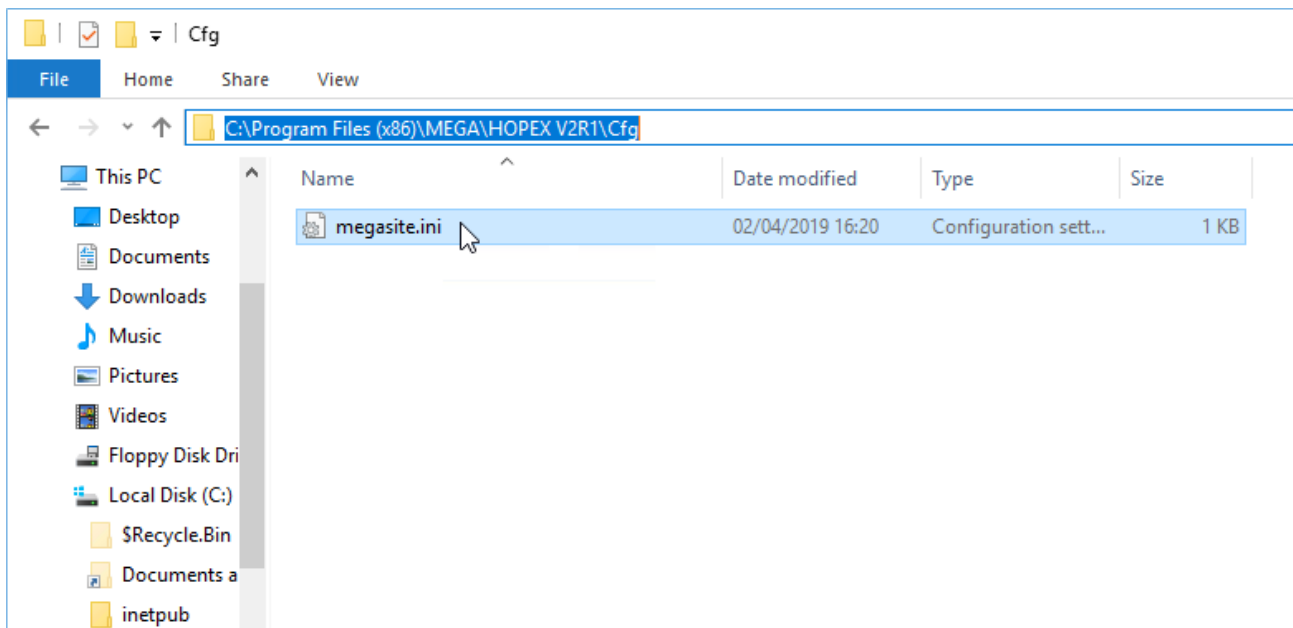 Cfg
File Home Share View
C:\Program Files (x86)\MEGA\HOPEX V2R1\Cfg
This PC
Desktop
Documents
Downloads
Music
Pictures
Videos
Floppy Disk Dri
Local Disk (C:)
$Recycle.Bin
Documents a
inetpub
Name Date modified Type Size
megasite.ini 02/04/2019 16:20 Configuration sett... 1 KB